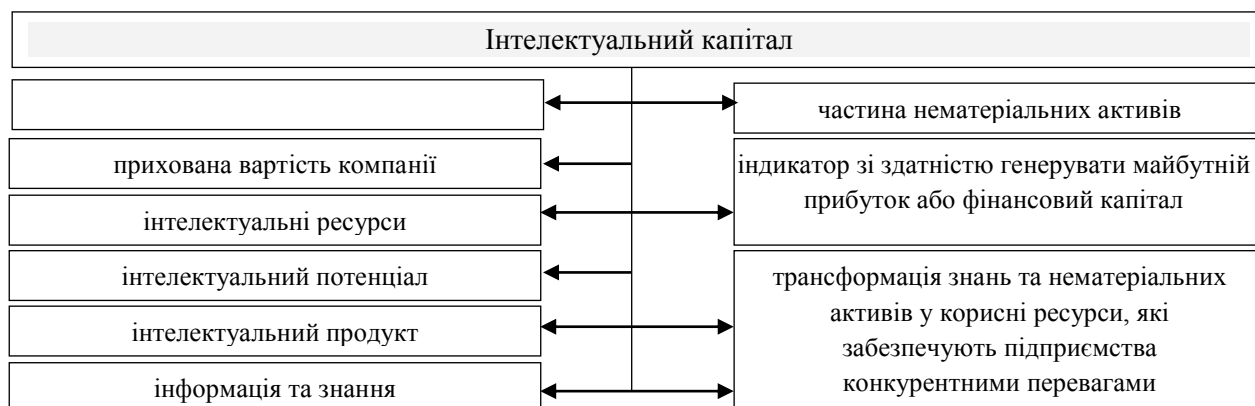 Інтелектуальний капітал
частина нематеріальних активів
прихована вартість компанії
індикатор зі здатністю генерувати майбутній
прибуток або фінансовий капітал
інтелектуальні ресурси
інтелектуальний потенціал
трансформація знань та нематеріальних
активів у корисні ресурси, які
забезпечують підприємства
конкурентними перевагами
інтелектуальний продукт
інформація та знання